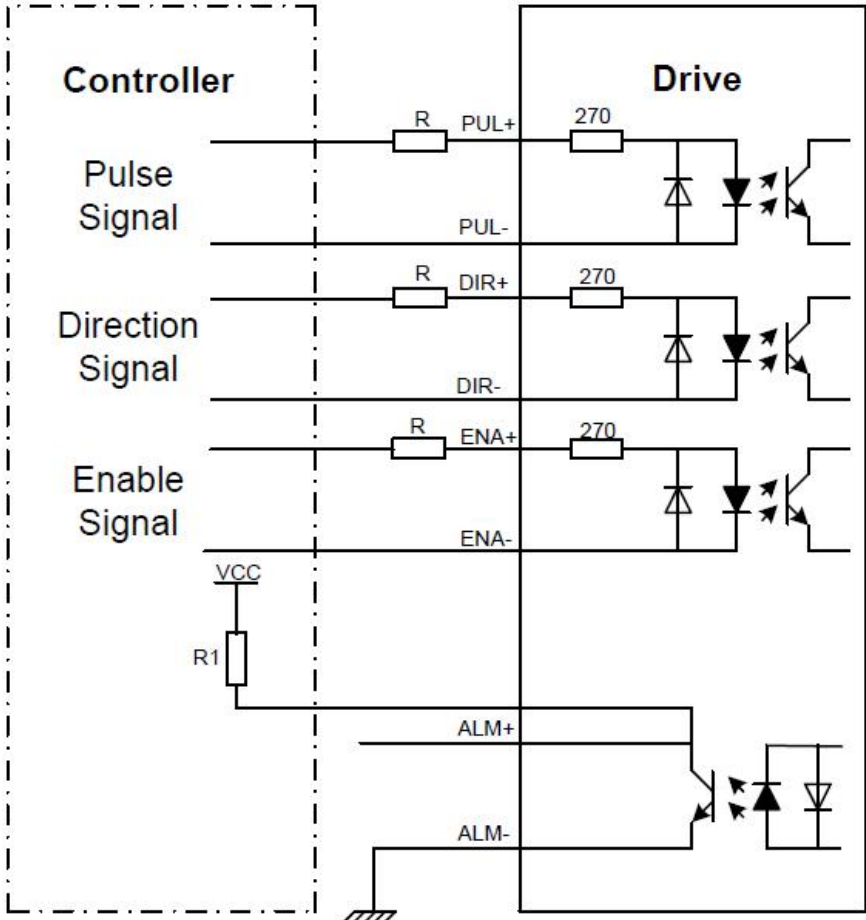 Controller
Drive
Pulse
Signal
R
PUL+
270
PUL-
Direction
Signal
R
DIR+
270
DIR-
Enable
Signal
R
ENA+
270
ENA-
VCC
R1
ALM+
ALM-